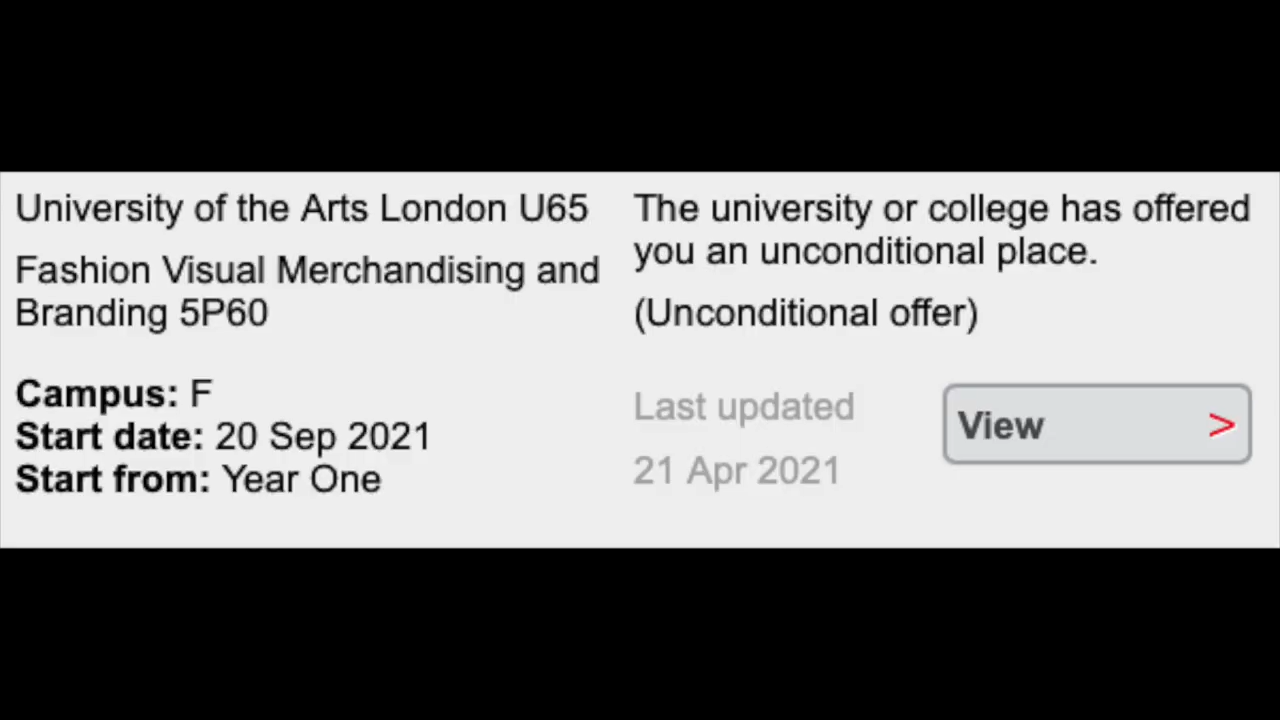 University of the Arts London U65
Fashion Visual Merchandising and
Branding 5P60
Campus: F
Start date: 20 Sep 2021
Start from: Year One
The university or college has offered
you an unconditional place.
(Unconditional offer)
Last updated
21 Apr 2021
View >